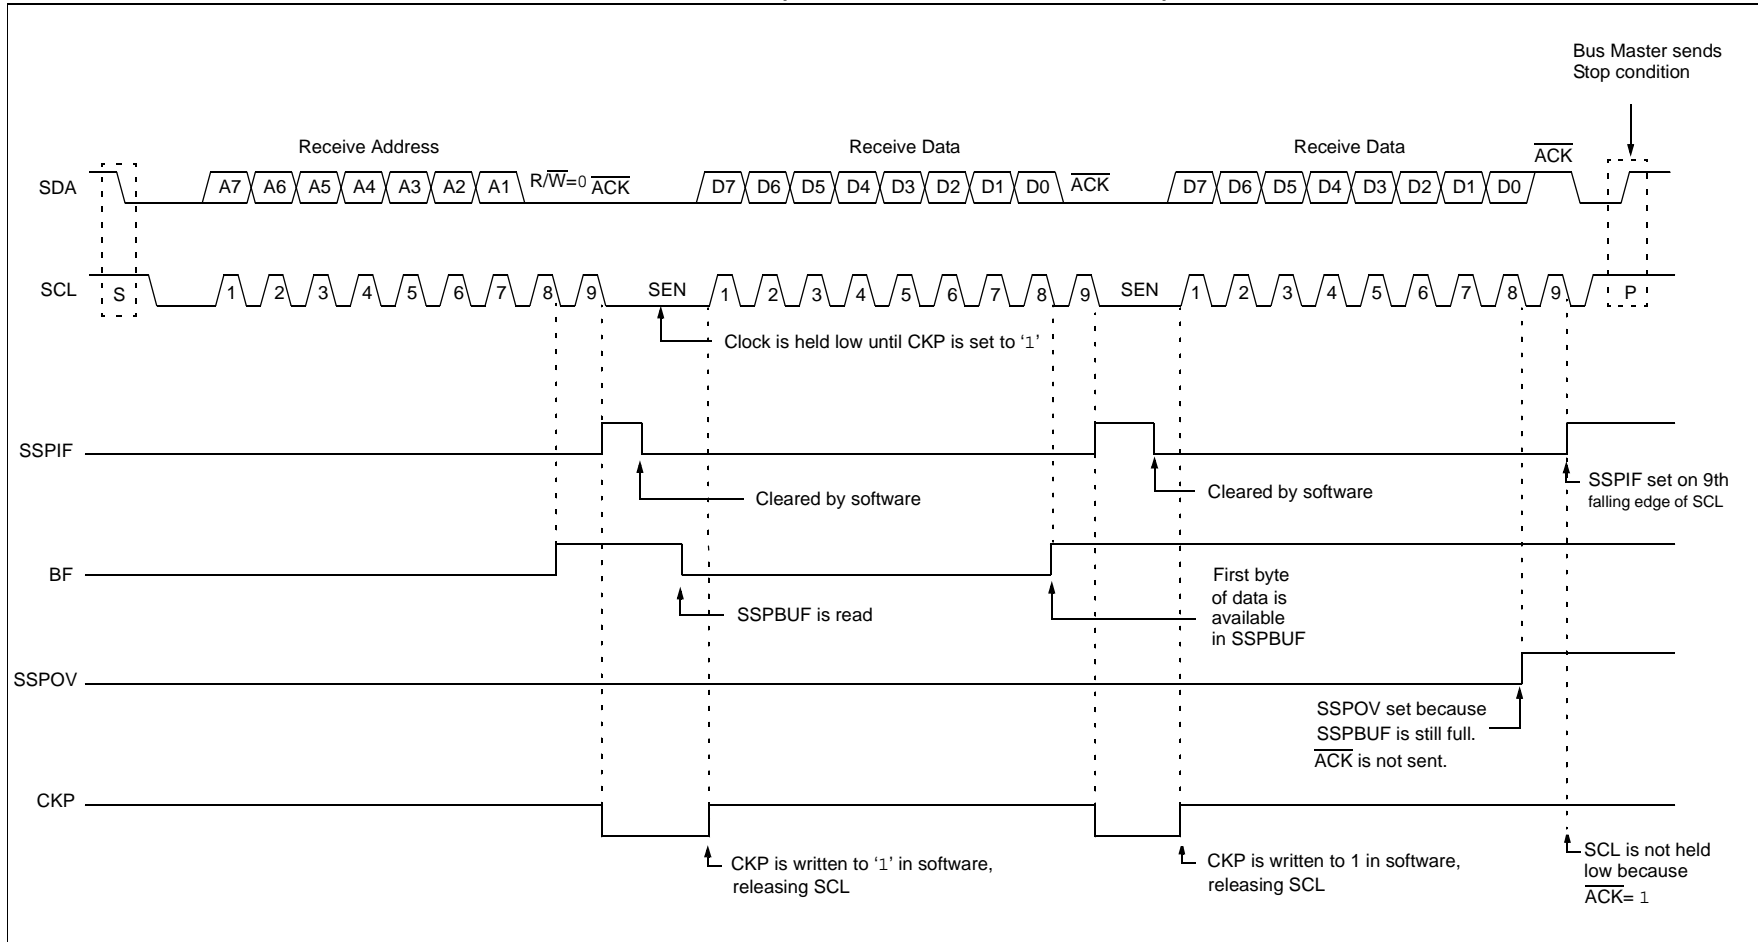 Bus Master sends
Stop condition
Receive Address
Receive Data
Receive Data
ACK
SDA
A7 A6 A5 A4 A3 A2 A1 R/W=0 ACK
D7 D6 D5 D4 D3 D2 D1 D0 ACK
D7 D6 D5 D4 D3 D2 D1 D0
SCL
S
1 2 3 4 5 6 7 8 9 SEN
1 2 3 4 5 6 7 8 9 SEN
1 2 3 4 5 6 7 8 9
P
Clock is held low until CKP is set to ‘1’
SSPIF
Cleared by software
Cleared by software
SSPIF set on 9th
falling edge of SCL
BF
SSPBUF is read
First byte
of data is
available
in SSPBUF
SSPOV
SSPOV set because
SSPBUF is still full.
ACK is not sent.
CKP
CKP is written to ‘1’ in software,
releasing SCL
CKP is written to 1 in software,
releasing SCL
SCL is not held
low because
ACK= 1